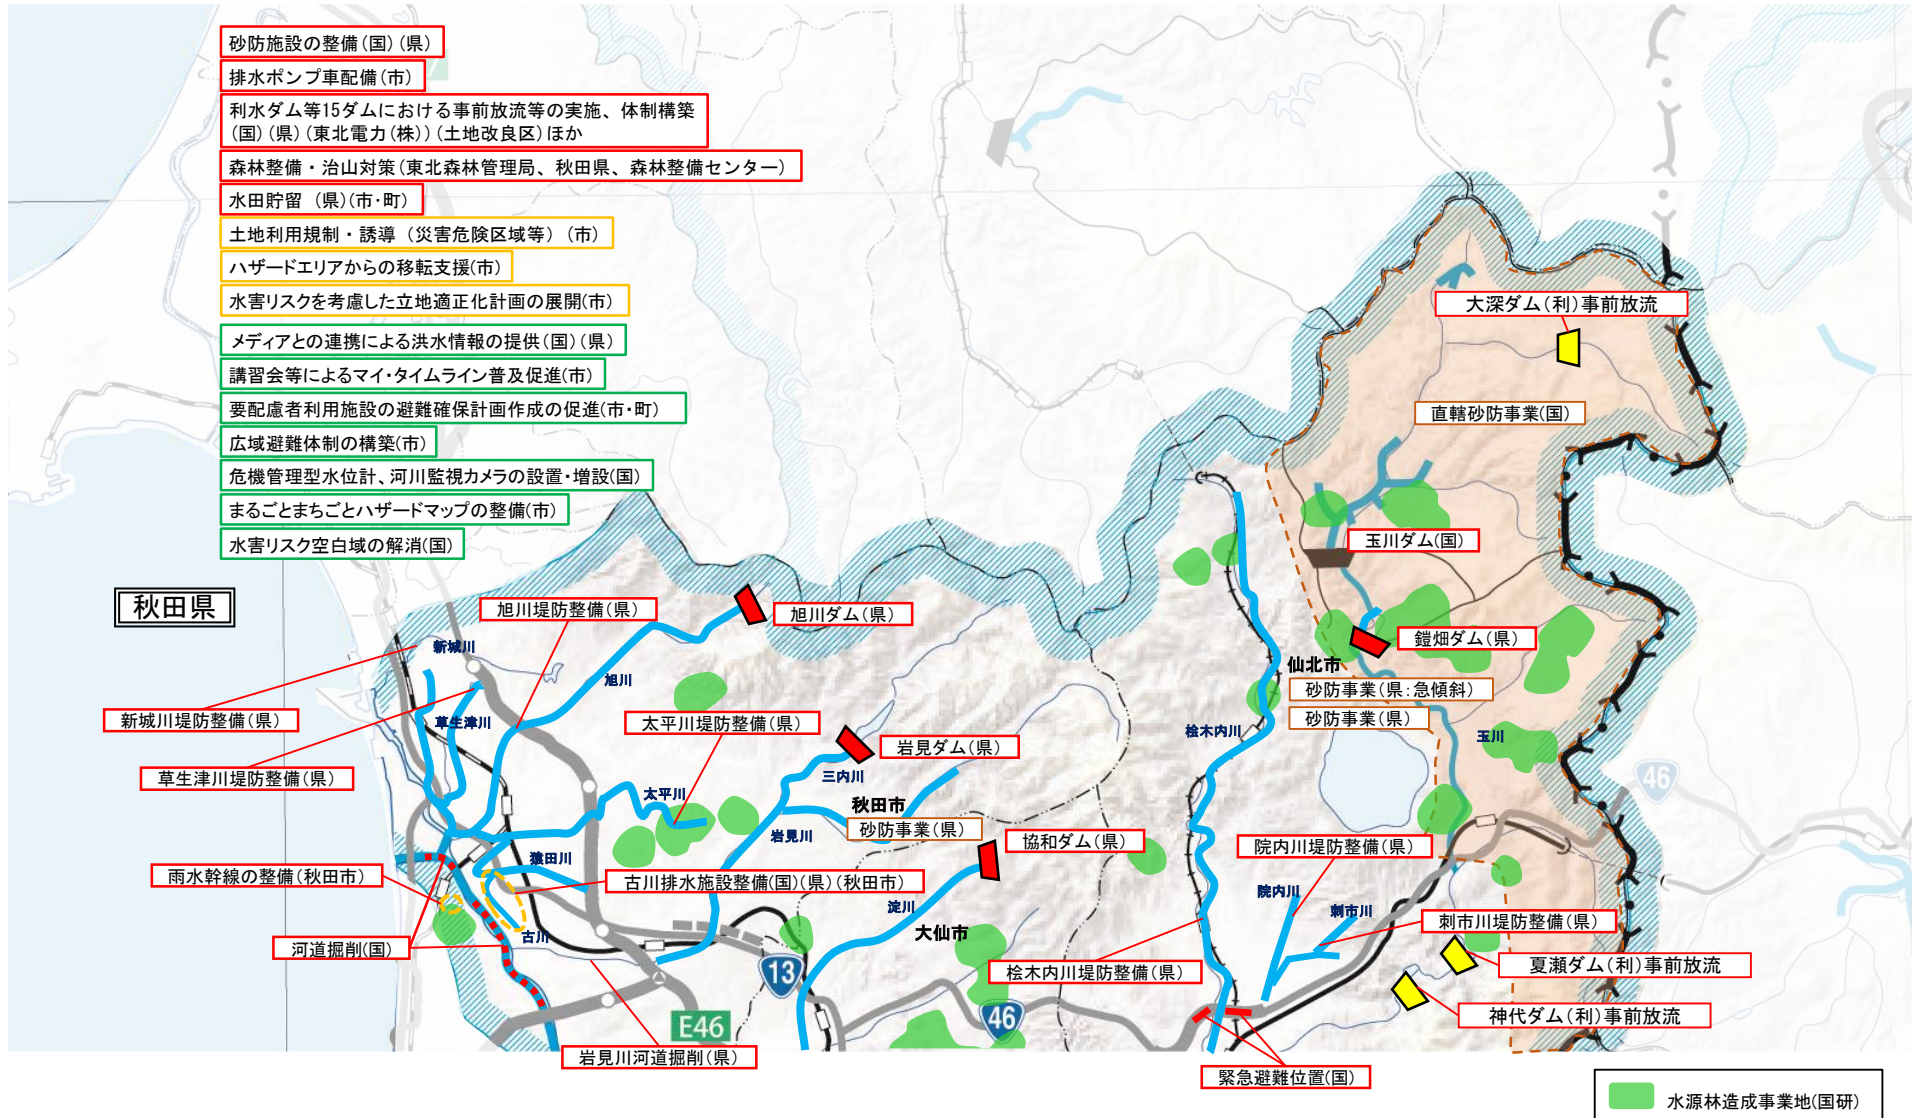 砂防施設の整備(国)(県)
排水ポンプ車配備(市)
利水ダム等15ダムにおける事前放流等の実施、体制構築
(国)(県)(東北電力(株))(土地改良区)ほか
森林整備・治山対策(東北森林管理局、秋田県、森林整備センター)
水田貯留 (県)(市・町)
土地利用規制・誘導(災害危険区域等)(市)
ハザードエリアからの移転支援(市)
水害リスクを考慮した立地適正化計画の展開(市)
メディアとの連携による洪水情報の提供(国)(県)
講習会等によるマイ・タイムライン普及促進(市)
要配慮者利用施設の避難確保計画作成の促進(市・町)
広域避難体制の構築(市)
危機管理型水位計、河川監視カメラの設置・増設(国)
まるごとまちごとハザードマップの整備(市)
水害リスク空白域の解消(国)
大深ダム(利)事前放流
直轄砂防事業(国)
玉川ダム(国)
秋田県
旭川堤防整備(県)
旭川ダム(県)
新城川
旭川
鎧畑ダム(県)
仙北市
砂防事業(県:急傾斜)
砂防事業(県)
新城川堤防整備(県)
草生津川
太平川堤防整備(県)
桧木内川
玉川
岩見ダム(県)
三内川
草生津川堤防整備(県)
46
太平川
秋田市
岩見川
砂防事業(県)
協和ダム(県)
院内川堤防整備(県)
猿田川
雨水幹線の整備(秋田市)
古川排水施設整備(国)(県)(秋田市)
淀川
院内川
刺市川
刺市川堤防整備(県)
古川
大仙市
河道掘削(国)
13
桧木内川堤防整備(県)
夏瀬ダム(利)事前放流
神代ダム(利)事前放流
E46
46
岩見川河道掘削(県)
緊急避難位置(国)
水源林造成事業地(国研)